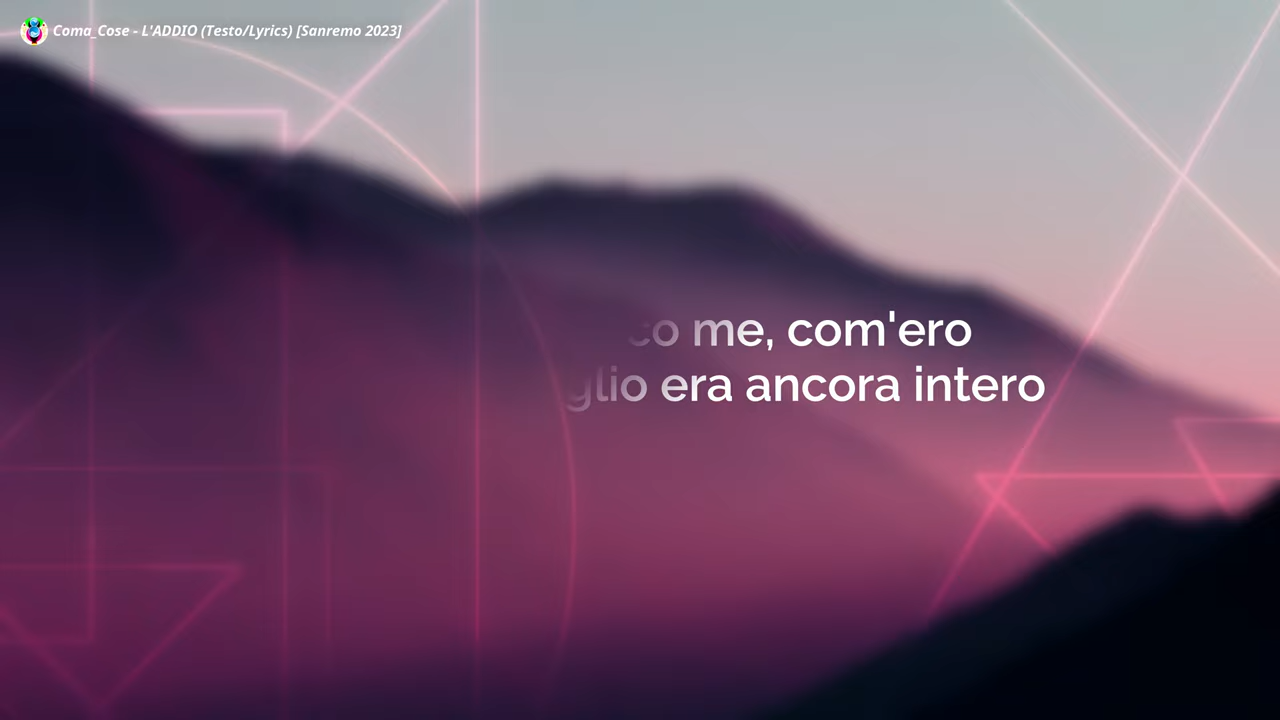 Coma_Cose - L'ADDIO (Testo/Lyrics) [Sanremo 2023]
me, com'ero
era ancora intero